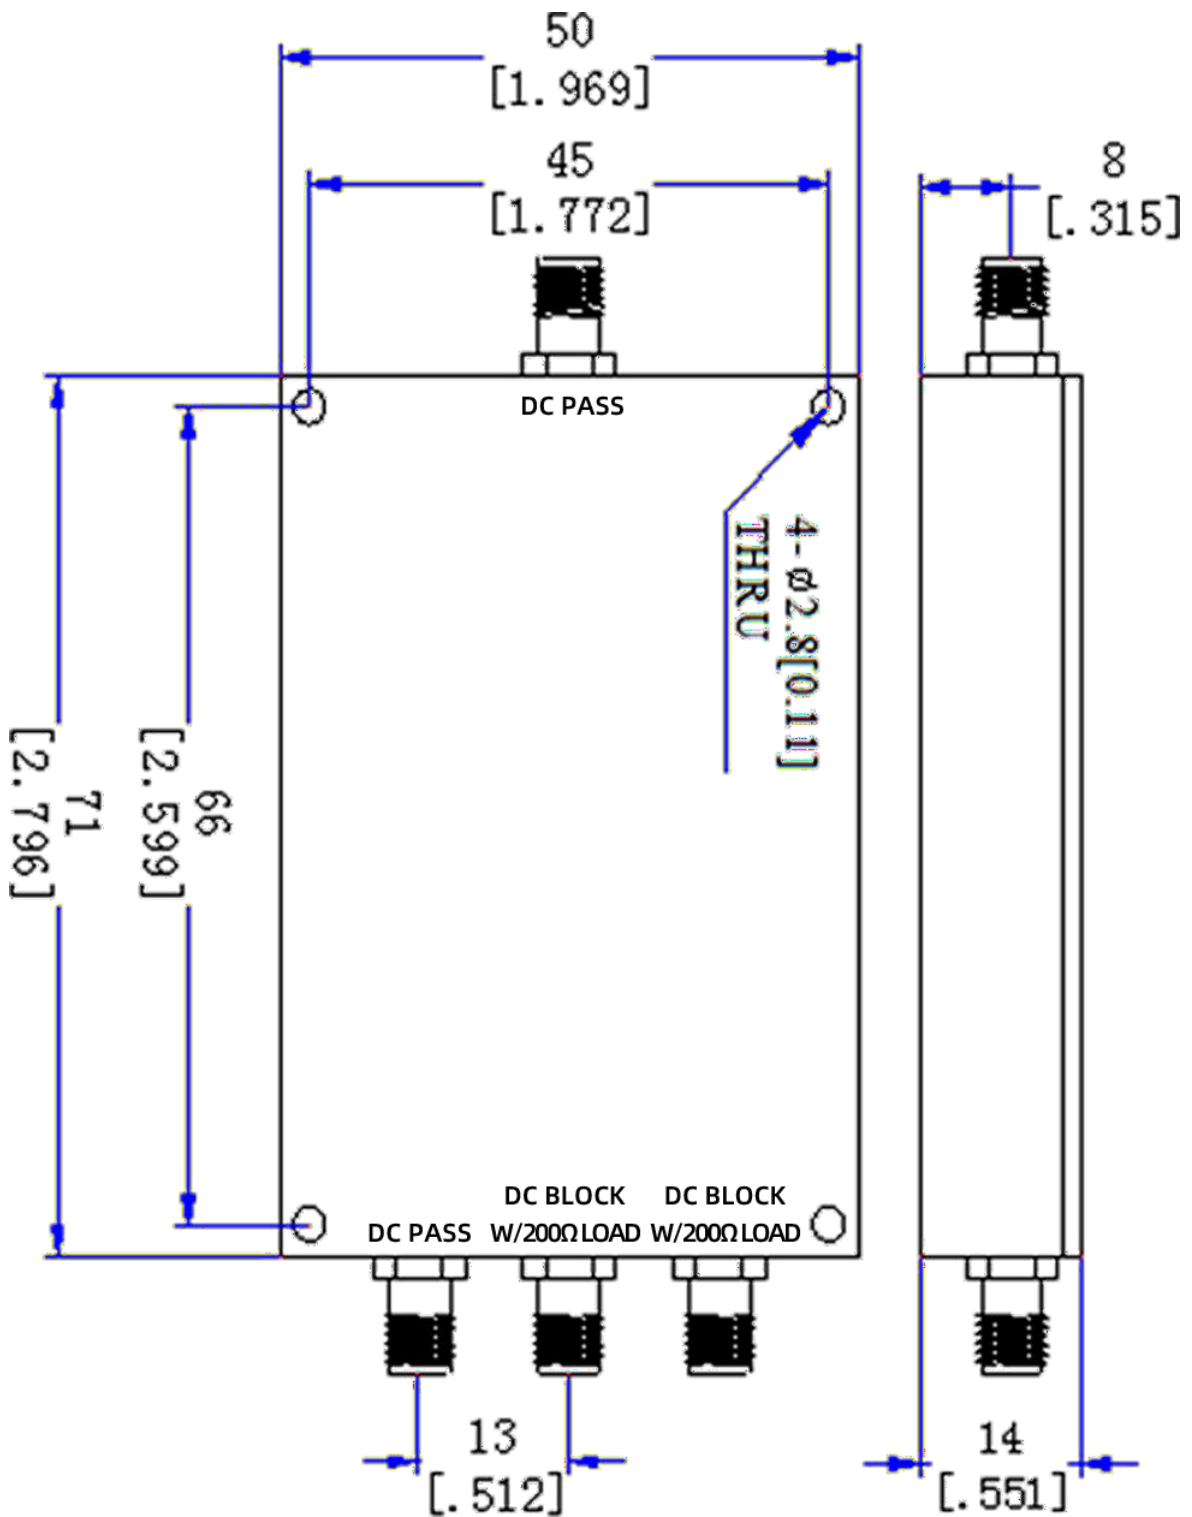 50
[1.969]
45
[1.772]
8
[.315]
DC PASS
4-Ø2.8[0.11]
THRU
66
[2.599]
71
[2.796]
DC PASS
DC BLOCK
W/200Ω LOAD
DC BLOCK
W/200Ω LOAD
13
[.512]
14
[.551]